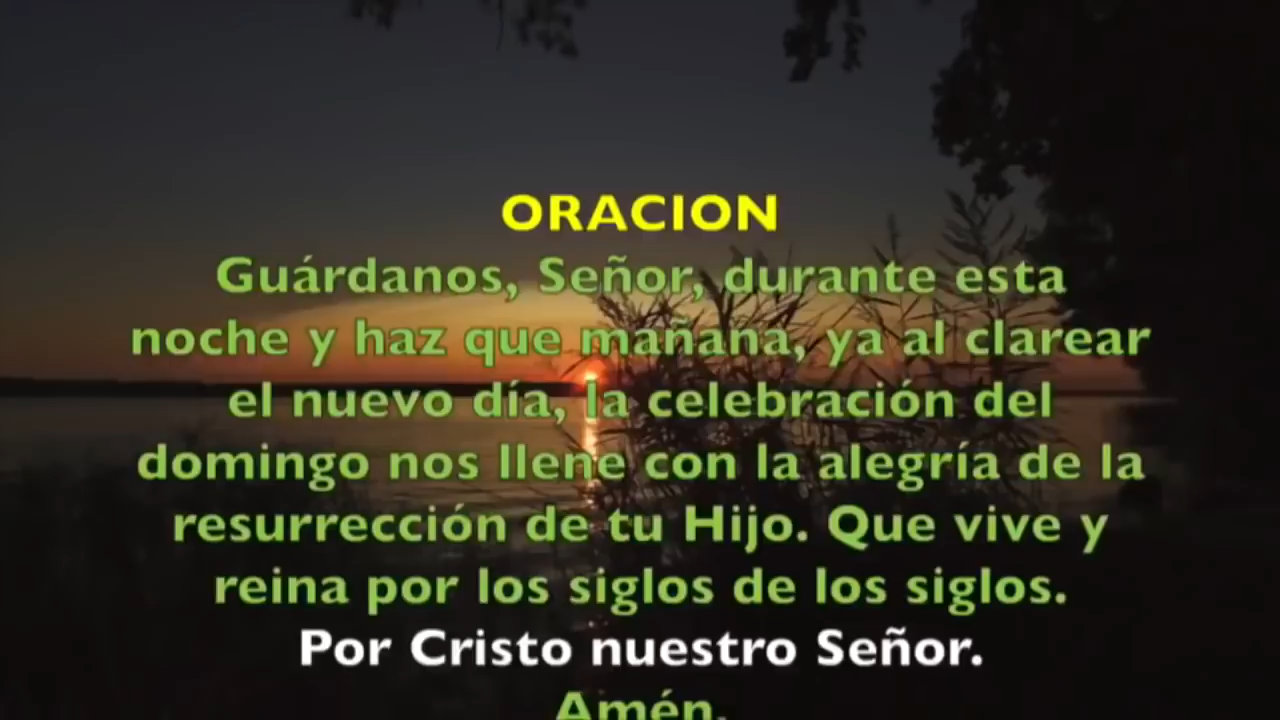 ORACION
Guárdanos, Señor, durante esta
noche y haz que mañana, ya al clarear
el nuevo día, la celebración del
domingo nos llene con la alegría de la
resurrección de tu Hijo. Que vive y
reina por los siglos de los siglos.
Por Cristo nuestro Señor.
Amén.